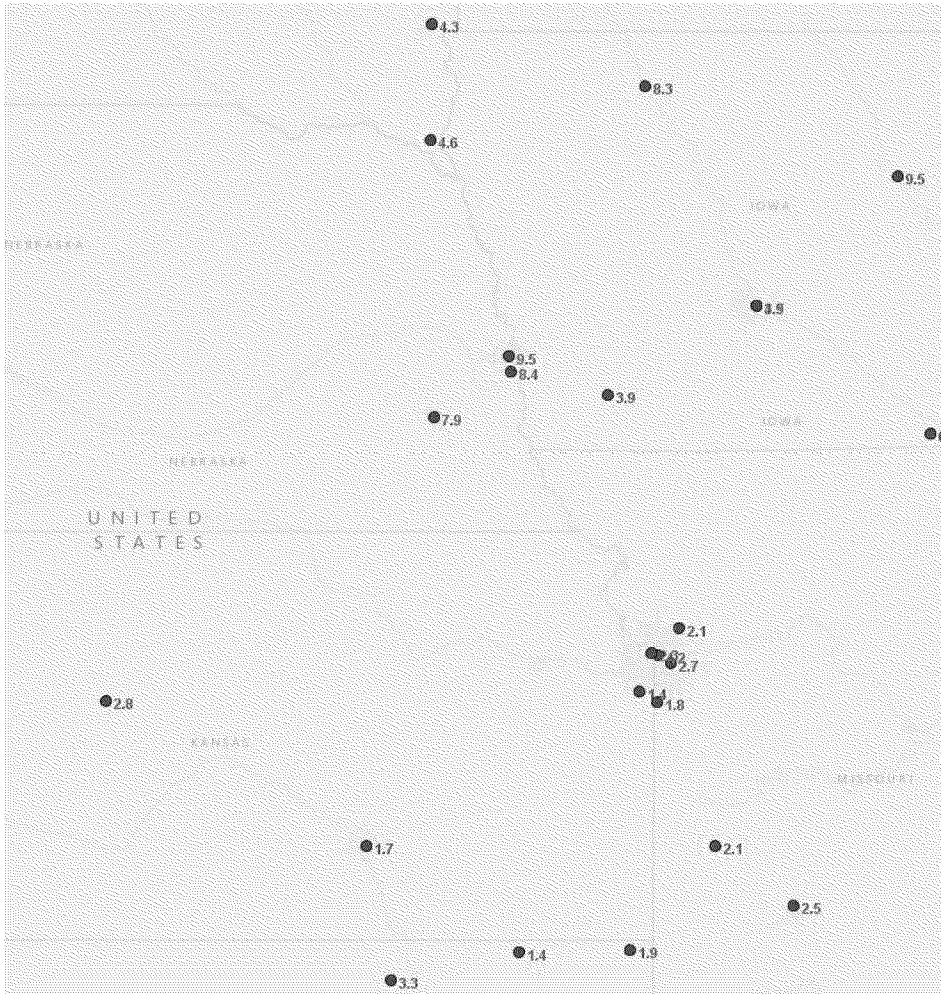 4.3
8.3
4.6
9.5
IOWA
NEBRASKA
9.5
8.4
3.9
7.9
IOWA
NEBRASKA
UNITED
STATES
2.1
2.7
1.4
1.8
2.8
KANSAS
MISSOURI
1.7
2.1
2.5
1.4
1.9
3.3